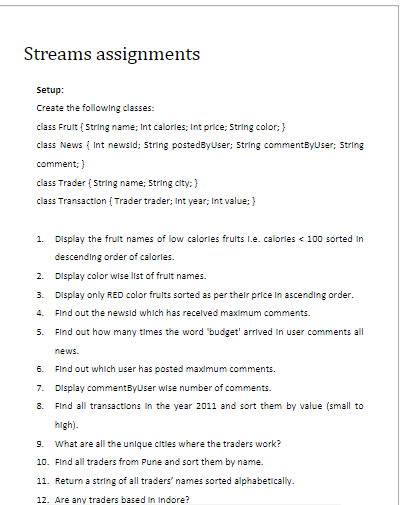 Streams assignments
Setup:
Create the following classes:
class Fruit { String name; int calories; int price; String color; }
class News { int newsId; String postedByUser; String commentByUser; String
comment; }
class Trader { String name; String city; }
class Transaction { Trader trader; int year; int value; }
1. Display the fruit names of low calories fruits i.e. calories < 100 sorted in
descending order of calories.
2. Display color wise list of fruit names.
3. Display only RED color fruits sorted as per their price in ascending order.
4. Find out the newsId which has received maximum comments.
5. Find out how many times the word 'budget' arrived in user comments all
news.
6. Find out which user has posted maximum comments.
7. Display commentByUser wise number of comments.
8. Find all transactions in the year 2011 and sort them by value (small to
high).
9. What are all the unique cities where the traders work?
10. Find all traders from Pune and sort them by name.
11. Return a string of all traders' names sorted alphabetically.
12. Are any traders based in Indore?